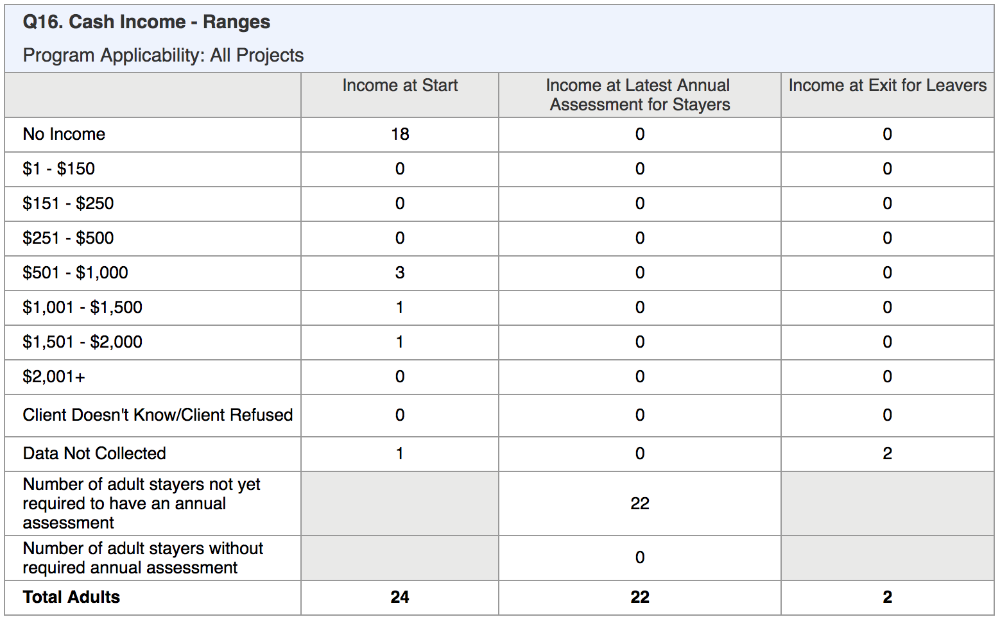 Q16. Cash Income - Ranges
Program Applicability: All Projects
Income at Start
Income at Latest Annual
Assessment for Stayers
Income at Exit for Leavers
No Income 18 0 0
$1 - $150 0 0 0
$151 - $250 0 0 0
$251 - $500 0 0 0
$501 - $1,000 3 0 0
$1,001 - $1,500 1 0 0
$1,501 - $2,000 1 0 0
$2,001+ 0 0 0
Client Doesn't Know/Client Refused 0 0 0
Data Not Collected 1 0 2
Number of adult stayers not yet
required to have an annual
assessment
22
Number of adult stayers without
required annual assessment
0
Total Adults 24 22 2